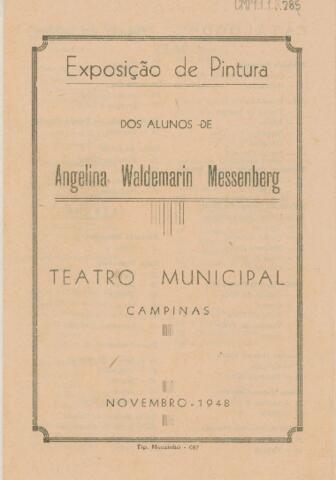 Exposição de Pintura
DOS ALUNOS DE
Angelina Waldemarin Messenberg
TEATRO MUNICIPAL
CAMPINAS
NOVEMBRO - 1948